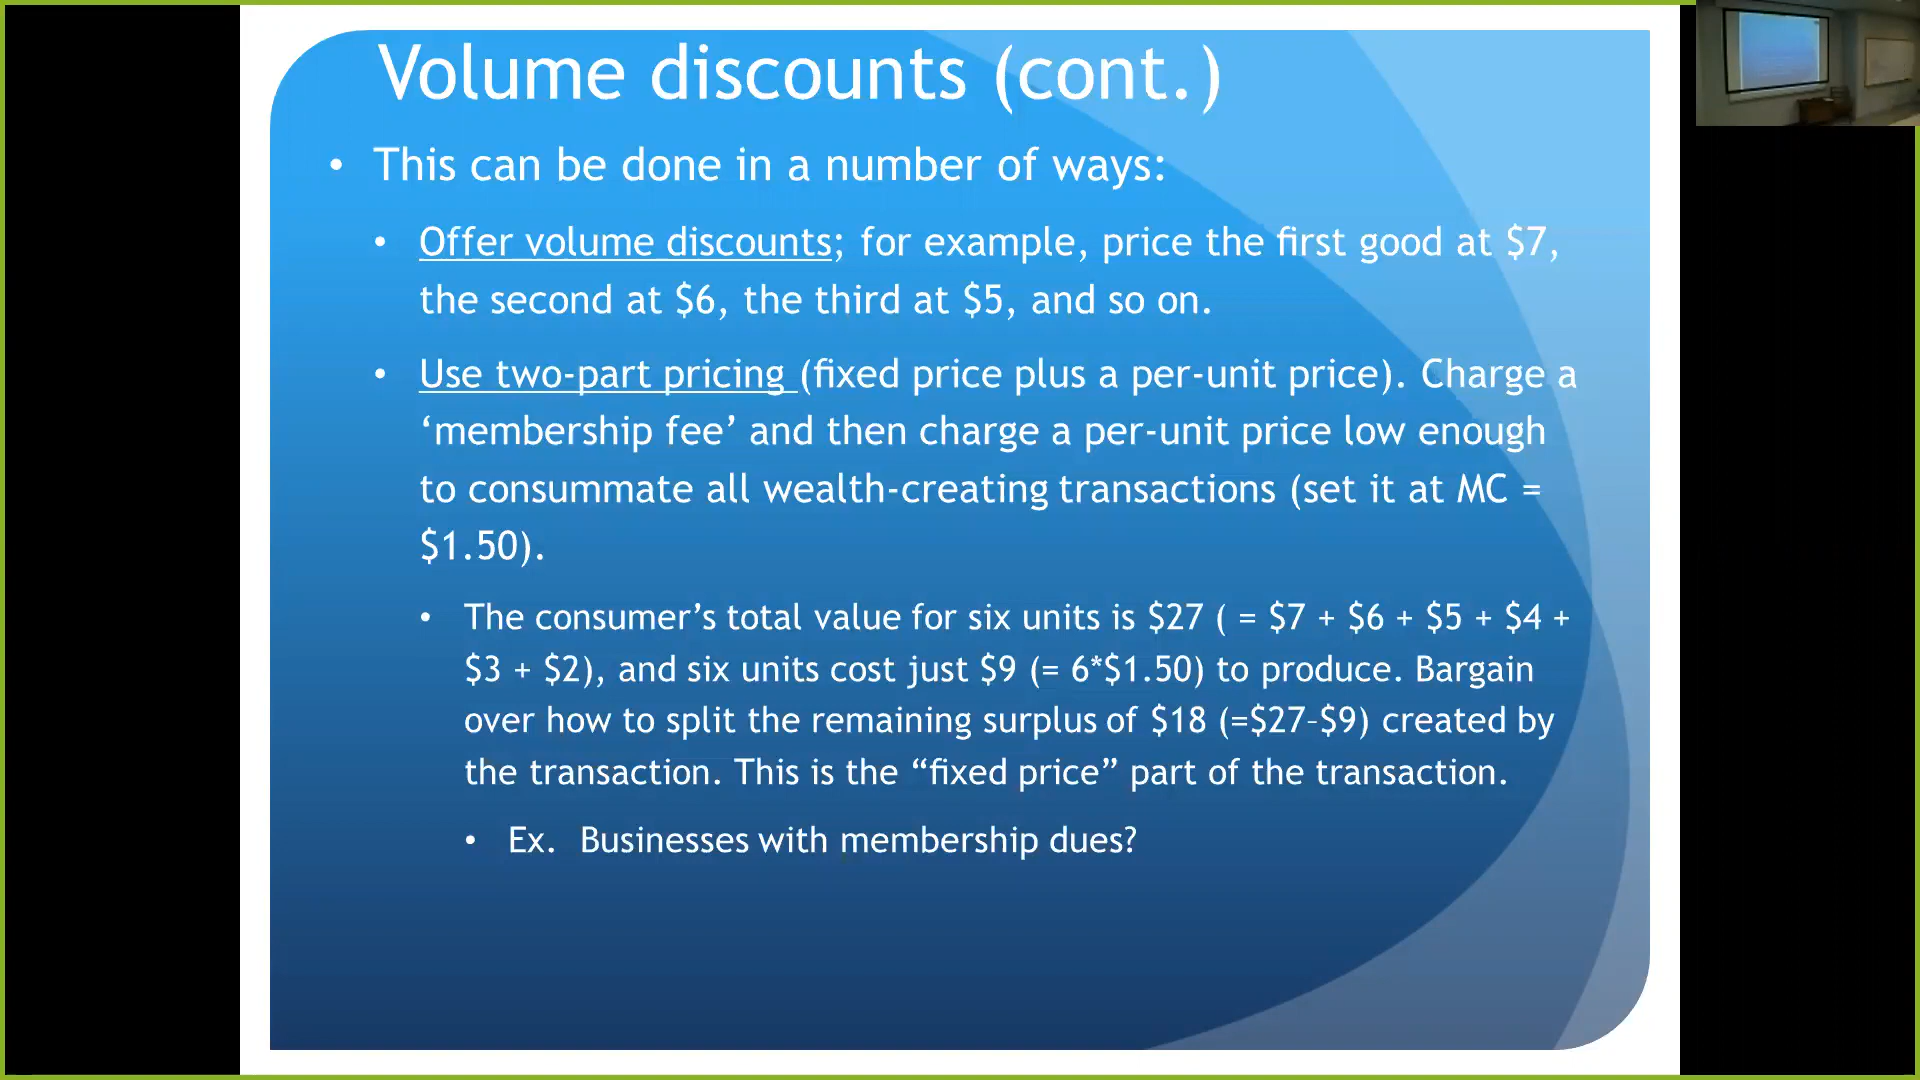 Volume discounts (cont.)
• This can be done in a number of ways:
• Offer volume discounts; for example, price the first good at $7,
the second at $6, the third at $5, and so on.
• Use two-part pricing (fixed price plus a per-unit price). Charge a
‘membership fee’ and then charge a per-unit price low enough
to consummate all wealth-creating transactions (set it at MC =
$1.50).
• The consumer’s total value for six units is $27 ( = $7 + $6 + $5 + $4 +
$3 + $2), and six units cost just $9 (= 6*$1.50) to produce. Bargain
over how to split the remaining surplus of $18 (=$27–$9) created by
the transaction. This is the “fixed price” part of the transaction.
• Ex. Businesses with membership dues?